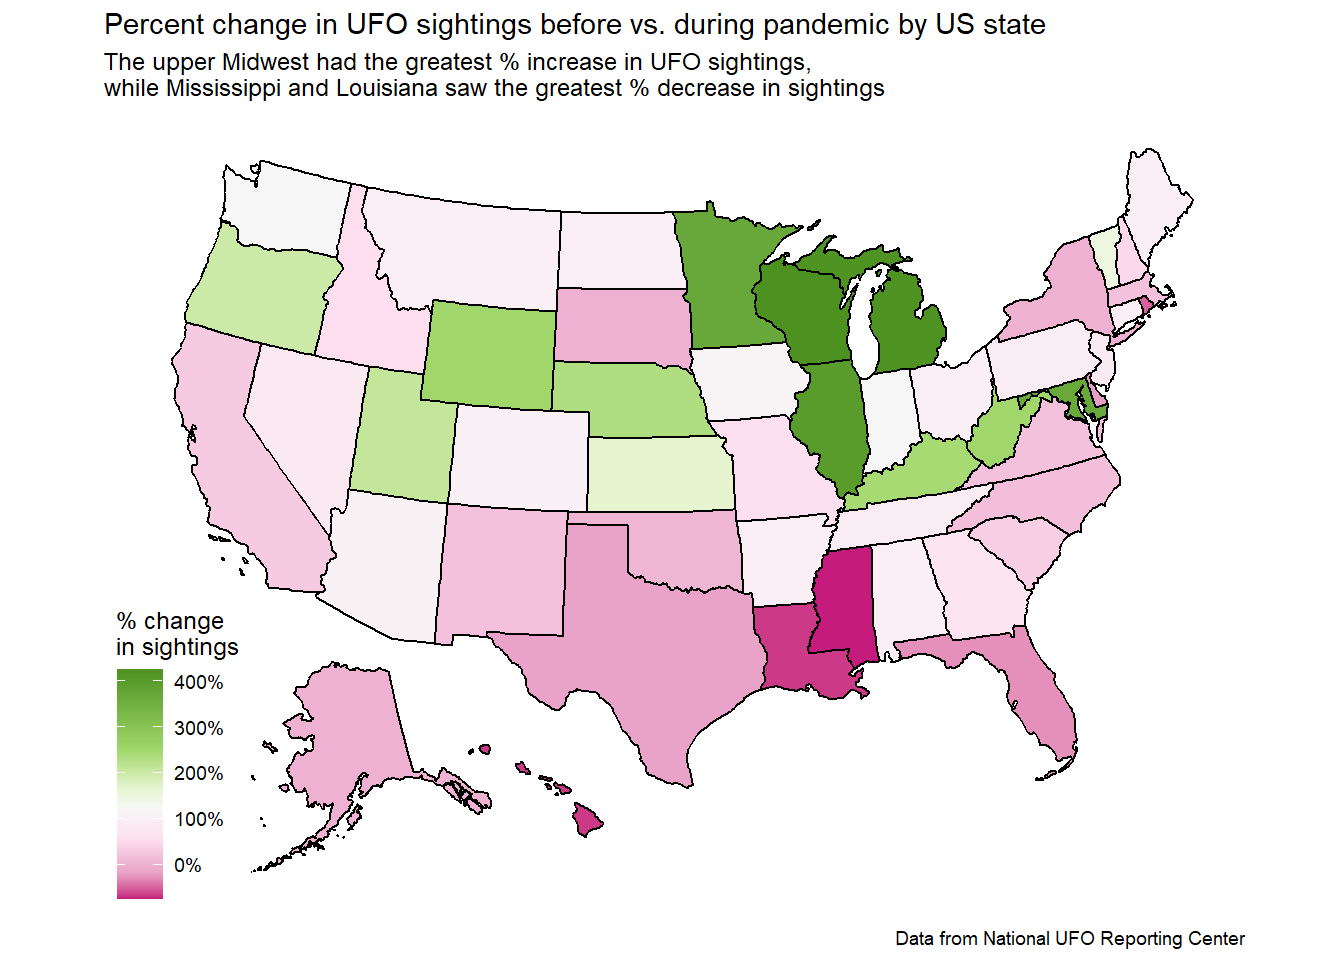 Percent change in UFO sightings before vs. during pandemic by US state
The upper Midwest had the greatest % increase in UFO sightings,
while Mississippi and Louisiana saw the greatest % decrease in sightings
% change
in sightings
400%
300%
200%
100%
0%
Data from National UFO Reporting Center